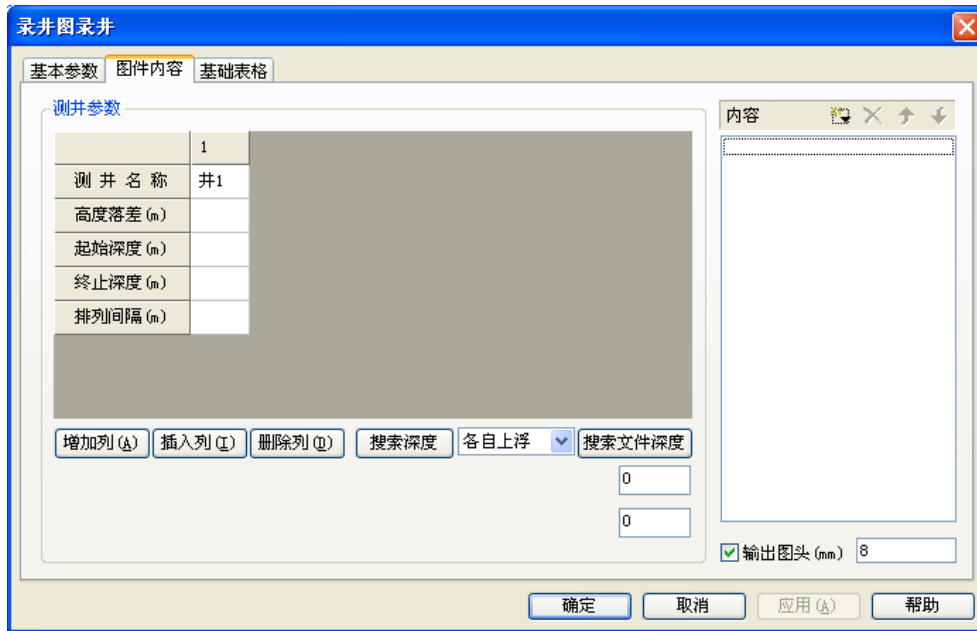 录井图录井
基本参数 图件内容 基础表格
测井参数
内容
1
测井名称 井1
高度落差(m)
起始深度(m)
终止深度(m)
排列间隔(m)
增加列(A) 插入列(I) 删除列(D) 搜索深度 各自上浮 搜索文件深度
0
0
输出图头(mm) 8
确定 取消 应用(A) 帮助